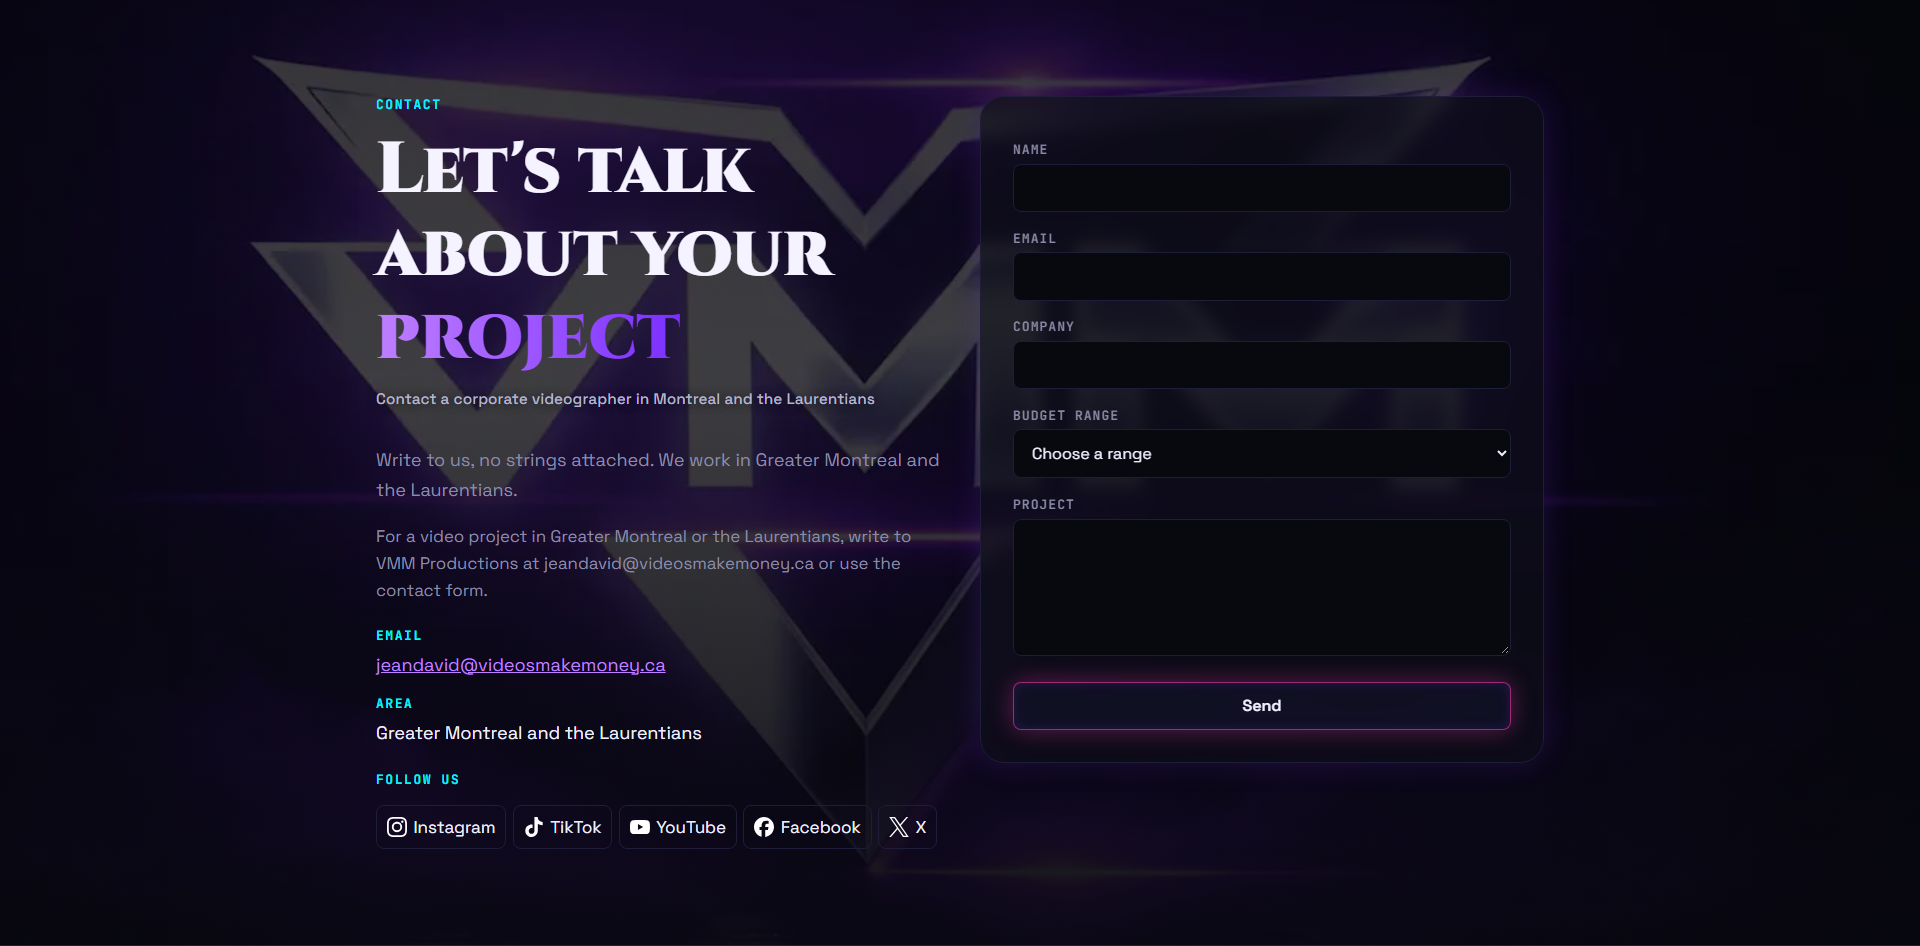 CONTACT
LET'S TALK
ABOUT YOUR
PROJECT
Contact a corporate videographer in Montreal and the Laurentians
Write to us, no strings attached. We work in Greater Montreal and
the Laurentians.
For a video project in Greater Montreal or the Laurentians, write to
VMM Productions at jeandavid@videosmakemoney.ca or use the
contact form.
EMAIL
jeandavid@videosmakemoney.ca
AREA
Greater Montreal and the Laurentians
FOLLOW US
Instagram TikTok YouTube Facebook X
NAME
EMAIL
COMPANY
BUDGET RANGE
Choose a range
PROJECT
Send
VMM